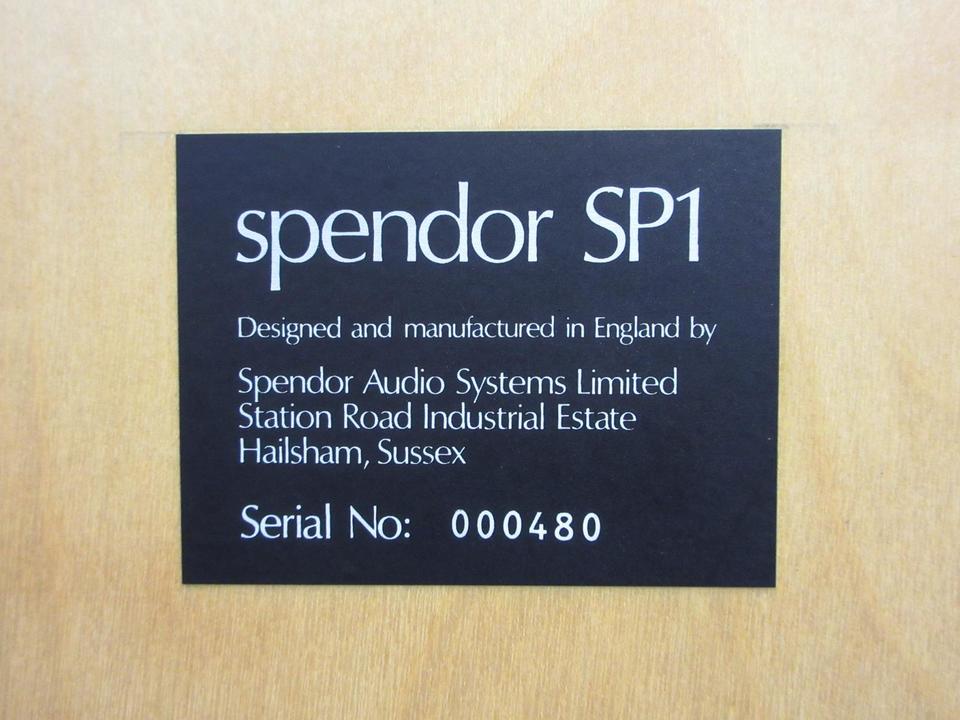 spendor SP1
Designed and manufactured in England by
Spendor Audio Systems Limited
Station Road Industrial Estate
Hailsham, Sussex
Serial No: 000480